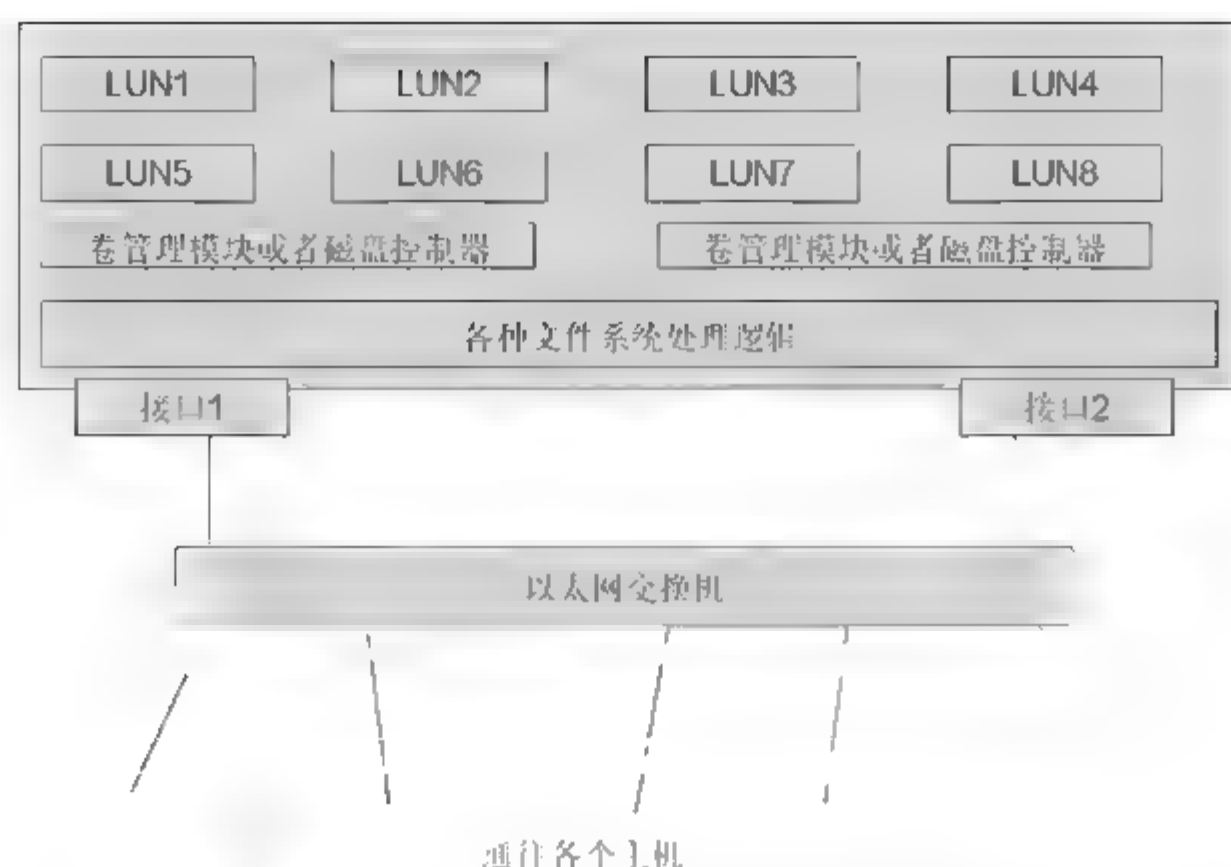 LUN1 LUN2 LUN3 LUN4
LUN5 LUN6 LUN7 LUN8
卷管理模块或者磁盘控制器 卷管理模块或者磁盘控制器
各种文件系统处理逻辑
接口1 接口2
以太网交换机
通往各个主机